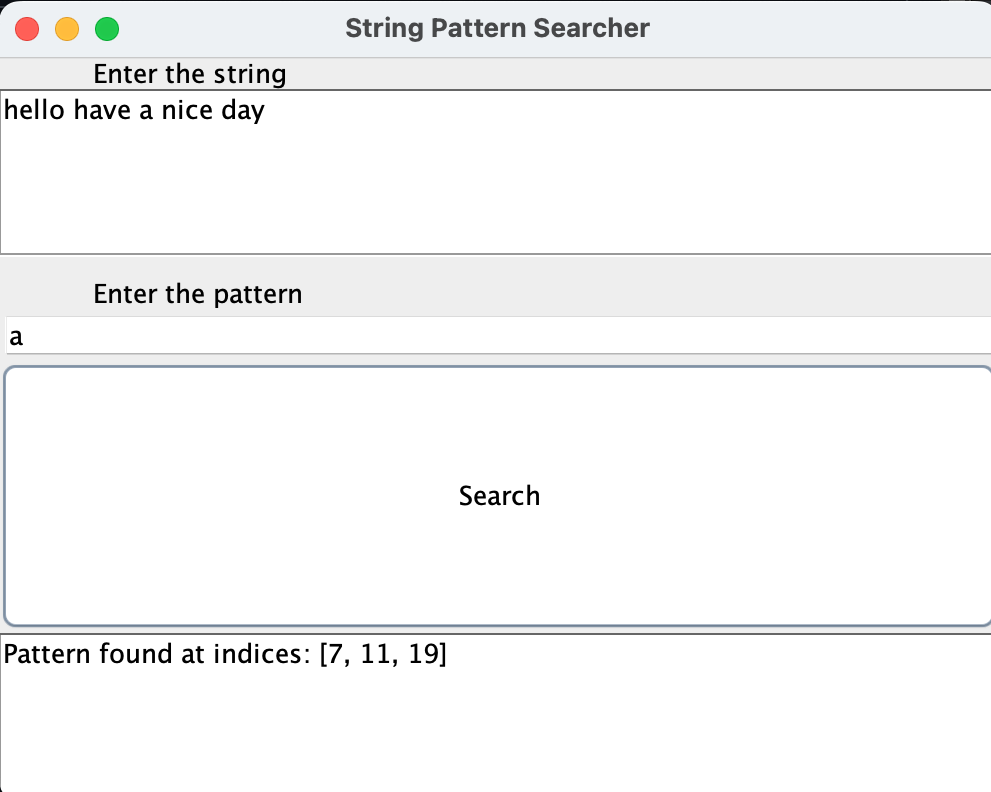 String Pattern Searcher
Enter the string
hello have a nice day
Enter the pattern
a
Search
Pattern found at indices: [7, 11, 19]